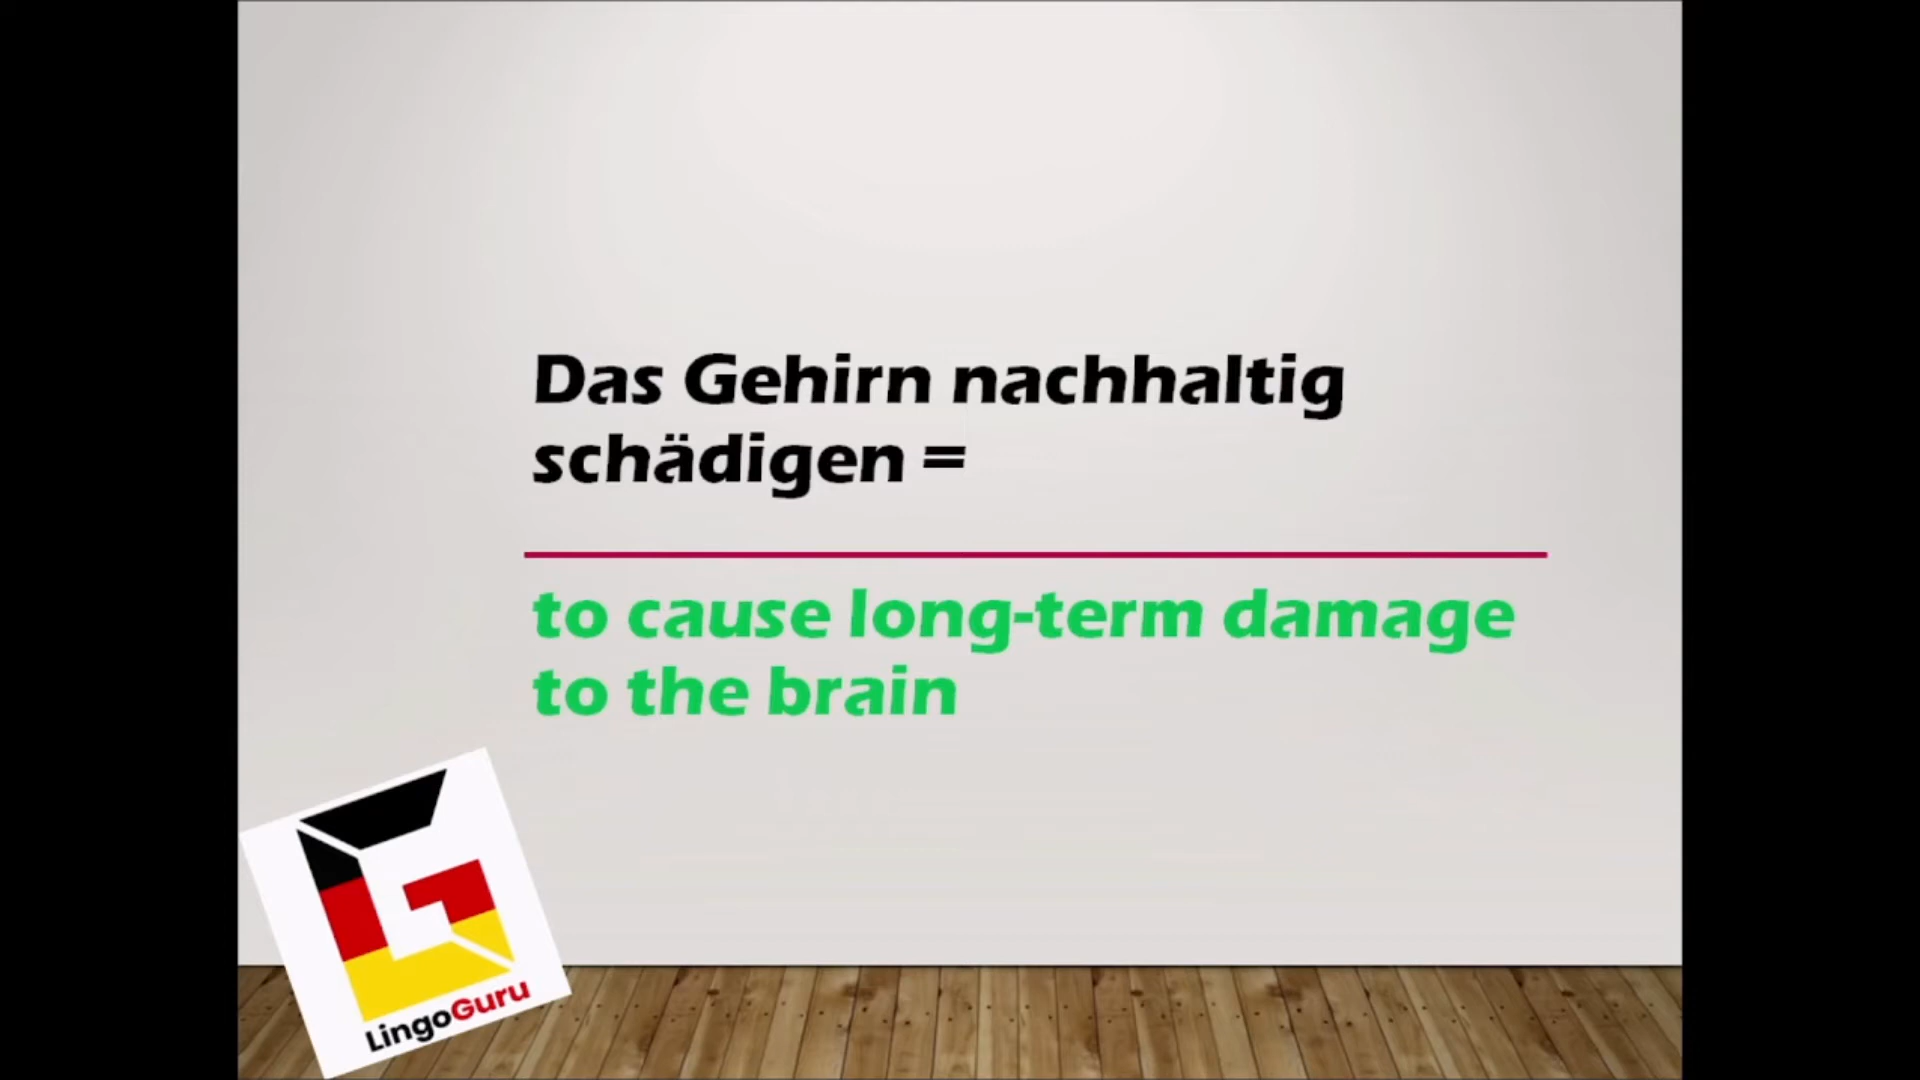 Das Gehirn nachhaltig
schädigen =
to cause long-term damage
to the brain
LingoGuru